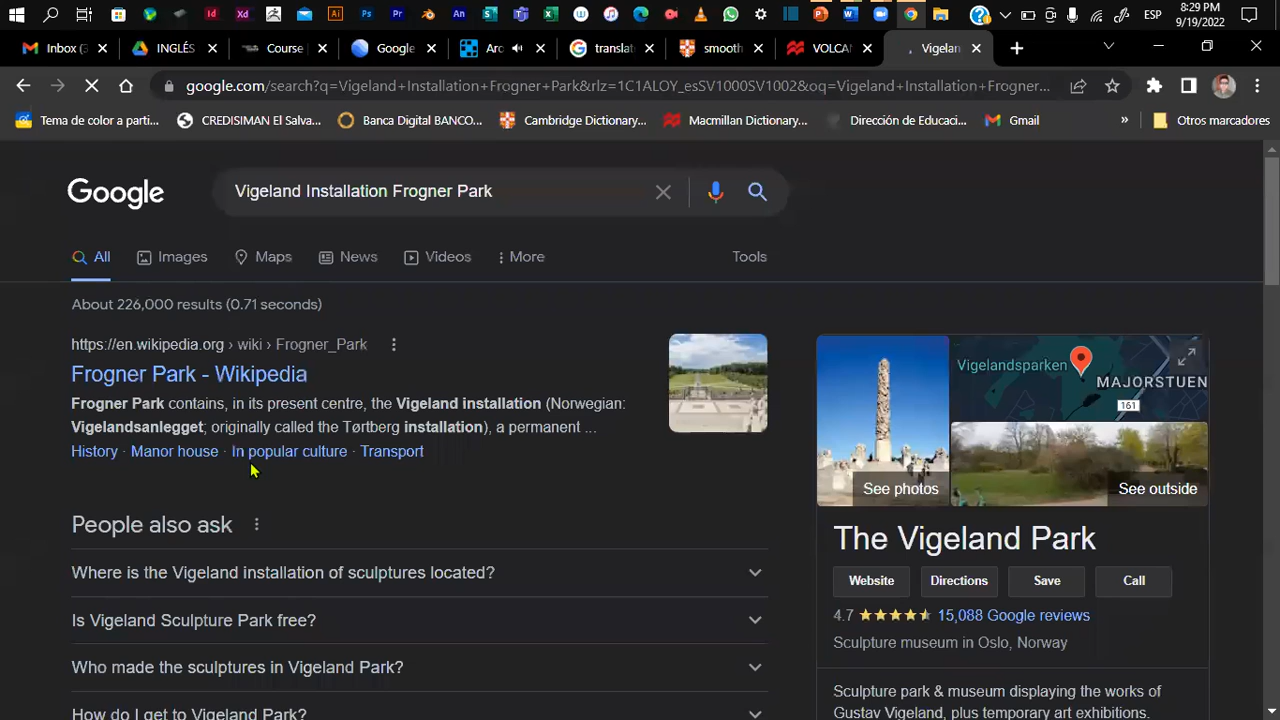 8:29 PM
ESP
9/19/2022
Inbox (3
INGLÉS
Course
Google
Arc
translat
smooth
VOLCAN
Vigelan
google.com/search?q=Vigeland+Installation+Frogner+Park&rlz=1C1ALOY_esSV1000SV1002&oq=Vigeland+Installation+Frogner...
Tema de color a parti...
CREDISIMAN El Salva...
Banca Digital BANCO...
Cambridge Dictionary...
Macmillan Dictionary...
Dirección de Educaci...
Gmail
»
Otros marcadores
Google
Vigeland Installation Frogner Park
All
Images
Maps
News
Videos
More
Tools
About 226,000 results (0.71 seconds)
https://en.wikipedia.org › wiki › Frogner_Park
Frogner Park - Wikipedia
Frogner Park contains, in its present centre, the Vigeland installation (Norwegian:
Vigelandsanlegget; originally called the Tørtberg installation), a permanent ...
History · Manor house · In popular culture · Transport
People also ask
Where is the Vigeland installation of sculptures located?
Is Vigeland Sculpture Park free?
Who made the sculptures in Vigeland Park?
How do I get to Vigeland Park?
Vigelandsparken
MAJORSTUEN
161
See photos
See outside
The Vigeland Park
Website
Directions
Save
Call
4.7
15,088 Google reviews
Sculpture museum in Oslo, Norway
Sculpture park & museum displaying the works of
Gustav Vigeland, plus temporary art exhibitions.